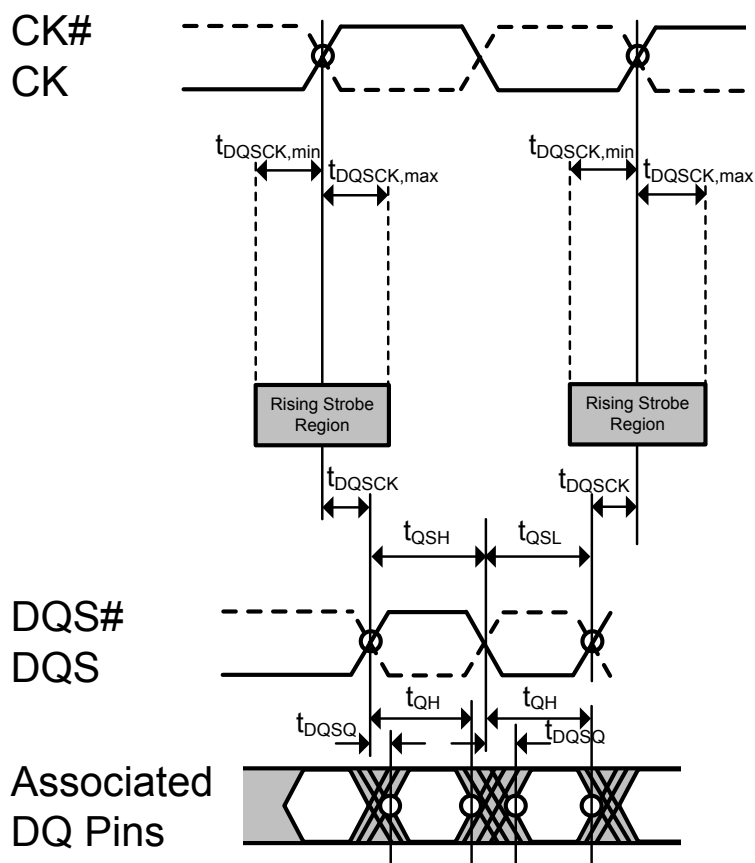 CK#
CK
tDQSCK,min
tDQSCK,max
tDQSCK,min
tDQSCK,max
Rising Strobe
Region
Rising Strobe
Region
tDQSCK
tDQSCK
tQSH
tQSL
DQS#
DQS
tQH
tQH
tDQSQ
tDQSQ
Associated
DQ Pins